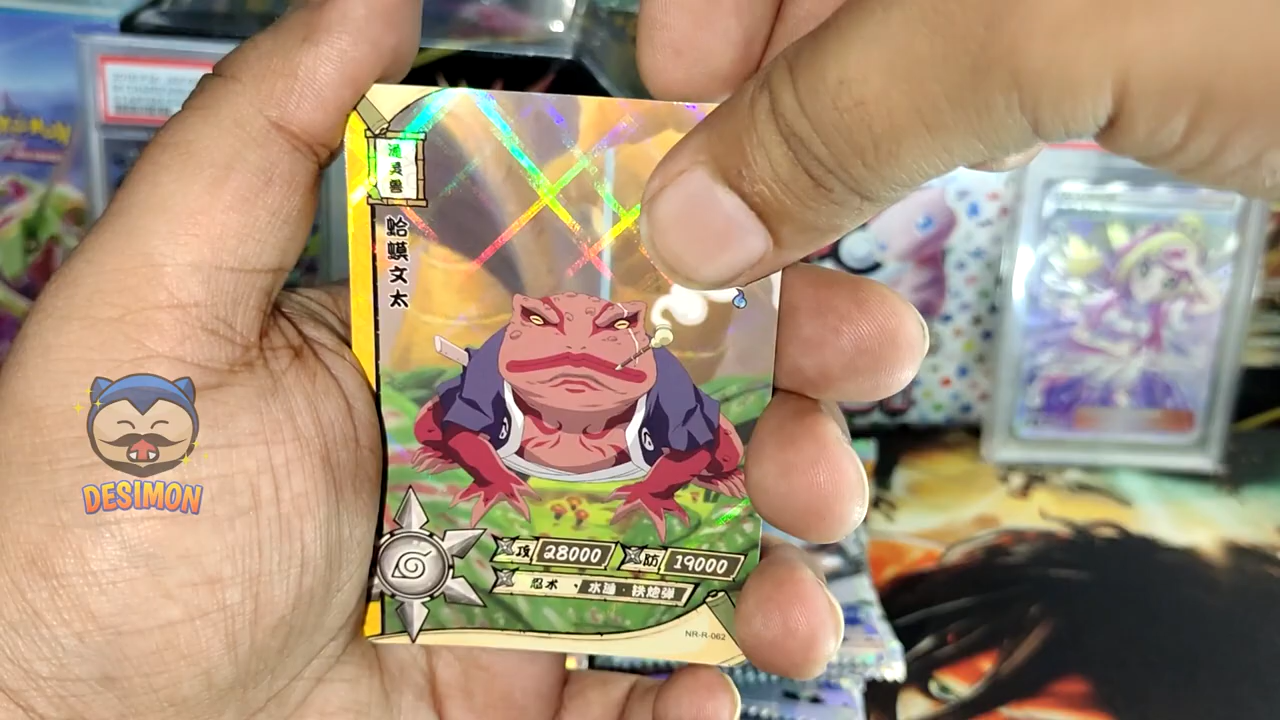 通
灵
兽
蛤
蟆
文
太
攻 28000 防 19000
忍术 、 水遁·铁炮弹
NR-R-062
DESIMON